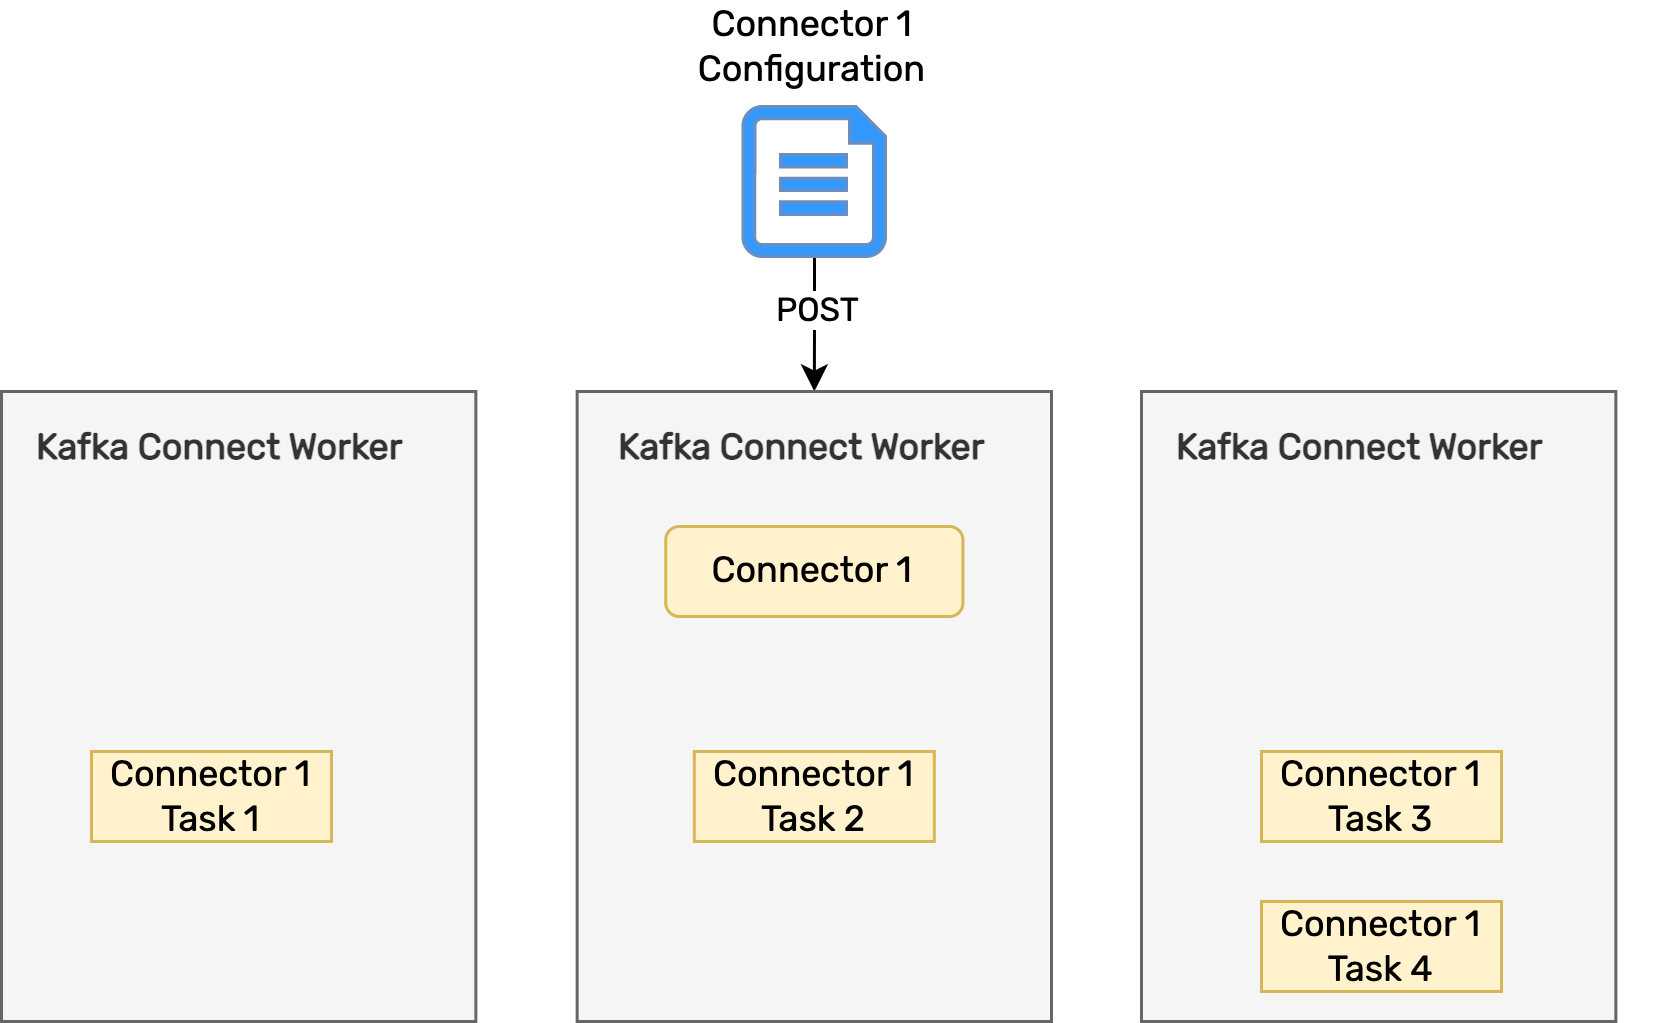 Connector 1
Configuration
POST
Kafka Connect Worker
Kafka Connect Worker
Kafka Connect Worker
Connector 1
Connector 1
Task 1
Connector 1
Task 2
Connector 1
Task 3
Connector 1
Task 4